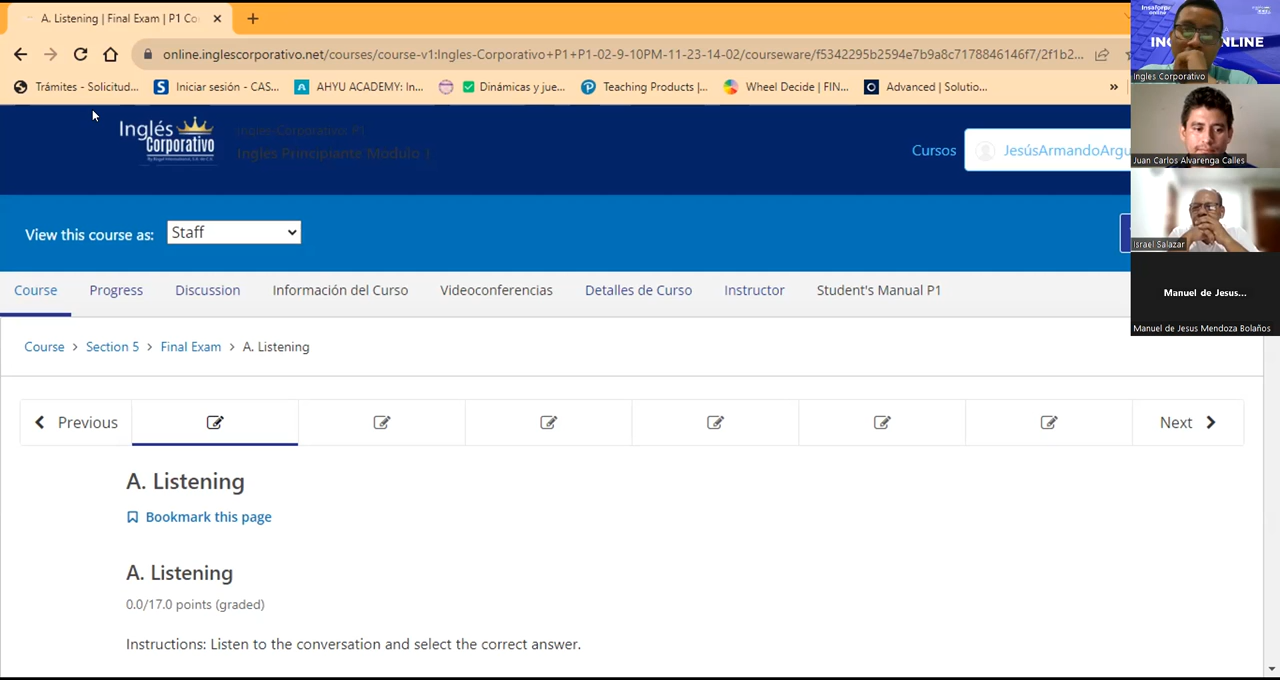 A. Listening | Final Exam | P1 Co
online.inglescorporativo.net/courses/course-v1:Ingles-Corporativo+P1+P1-02-9-10PM-11-23-14-02/courseware/f5342295b2594e7b9a8c7178846146f7/2f1b2...
Trámites - Solicitud... Iniciar sesión - CAS... AHYU ACADEMY: In... Dinámicas y jue... Teaching Products |... Wheel Decide | FIN... Advanced | Solutio... »
Inglés Corporativo
Ingles-Corporativo: P1
Inglés Principiante Módulo 1
Cursos JesúsArmandoArgu
View this course as: Staff
Course Progress Discussion Información del Curso Videoconferencias Detalles de Curso Instructor Student's Manual P1
Course > Section 5 > Final Exam > A. Listening
Previous Next
A. Listening
Bookmark this page
A. Listening
0.0/17.0 points (graded)
Instructions: Listen to the conversation and select the correct answer.
Ingles Corporativo
Juan Carlos Alvarenga Calles
Israel Salazar
Manuel de Jesus...
Manuel de Jesus Mendoza Bolaños